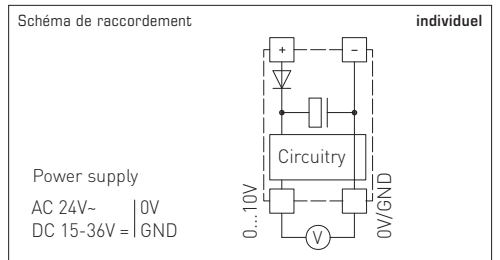 Schéma de raccordement
individuel
+ −
Circuitry
Power supply
AC 24V~ | 0V
DC 15-36V = | GND
0...10V
0V/GND
V